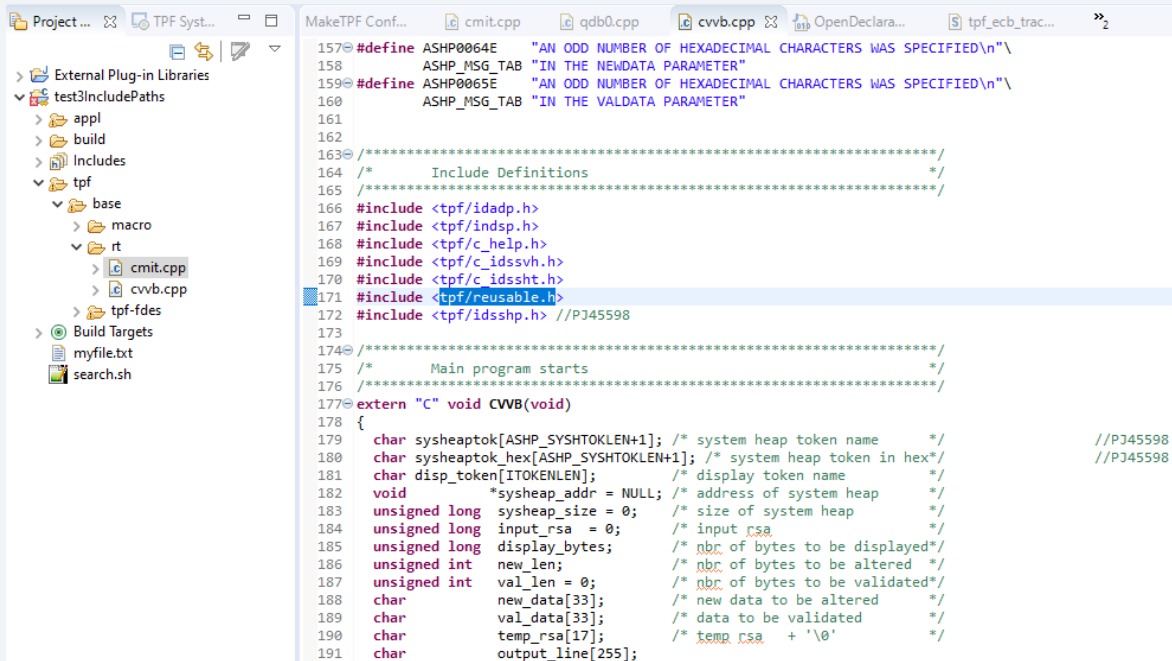 Project ...
TPF Syst...
MakeTPF Conf...
cmit.cpp
qdb0.cpp
cvvb.cpp
OpenDeclara...
tpf_ecb_trac...
»2
External Plug-in Libraries
test3IncludePaths
appl
build
Includes
tpf
base
macro
rt
cmit.cpp
cvvb.cpp
tpf-fdes
Build Targets
myfile.txt
search.sh
157 #define ASHP0064E    "AN ODD NUMBER OF HEXADECIMAL CHARACTERS WAS SPECIFIED\n"\
158         ASHP_MSG_TAB "IN THE NEWDATA PARAMETER"
159 #define ASHP0065E    "AN ODD NUMBER OF HEXADECIMAL CHARACTERS WAS SPECIFIED\n"\
160         ASHP_MSG_TAB "IN THE VALDATA PARAMETER"
161
162
163 /*********************************************************************/
164 /*       Include Definitions                                         */
165 /*********************************************************************/
166 #include <tpf/idadp.h>
167 #include <tpf/indsp.h>
168 #include <tpf/c_help.h>
169 #include <tpf/c_idssvh.h>
170 #include <tpf/c_idssht.h>
171 #include <tpf/reusable.h>
172 #include <tpf/idsshp.h> //PJ45598
173
174 /*********************************************************************/
175 /*       Main program starts                                         */
176 /*********************************************************************/
177 extern "C" void CVVB(void)
178 {
179   char sysheaptok[ASHP_SYSHTOKLEN+1]; /* system heap token name      */ //PJ45598
180   char sysheaptok_hex[ASHP_SYSHTOKLEN+1]; /* system heap token in hex*/ //PJ45598
181   char disp_token[ITOKENLEN];         /* display token name          */
182   void          *sysheap_addr = NULL; /* address of system heap      */
183   unsigned long  sysheap_size = 0;    /* size of system heap         */
184   unsigned long  input_rsa  = 0;      /* input rsa                   */
185   unsigned long  display_bytes;       /* nbr of bytes to be displayed*/
186   unsigned int   new_len;             /* nbr of bytes to be altered  */
187   unsigned int   val_len = 0;         /* nbr of bytes to be validated*/
188   char           new_data[33];        /* new data to be altered      */
189   char           val_data[33];        /* data to be validated        */
190   char           temp_rsa[17];        /* temp rsa   + '\0'           */
191   char           output_line[255];